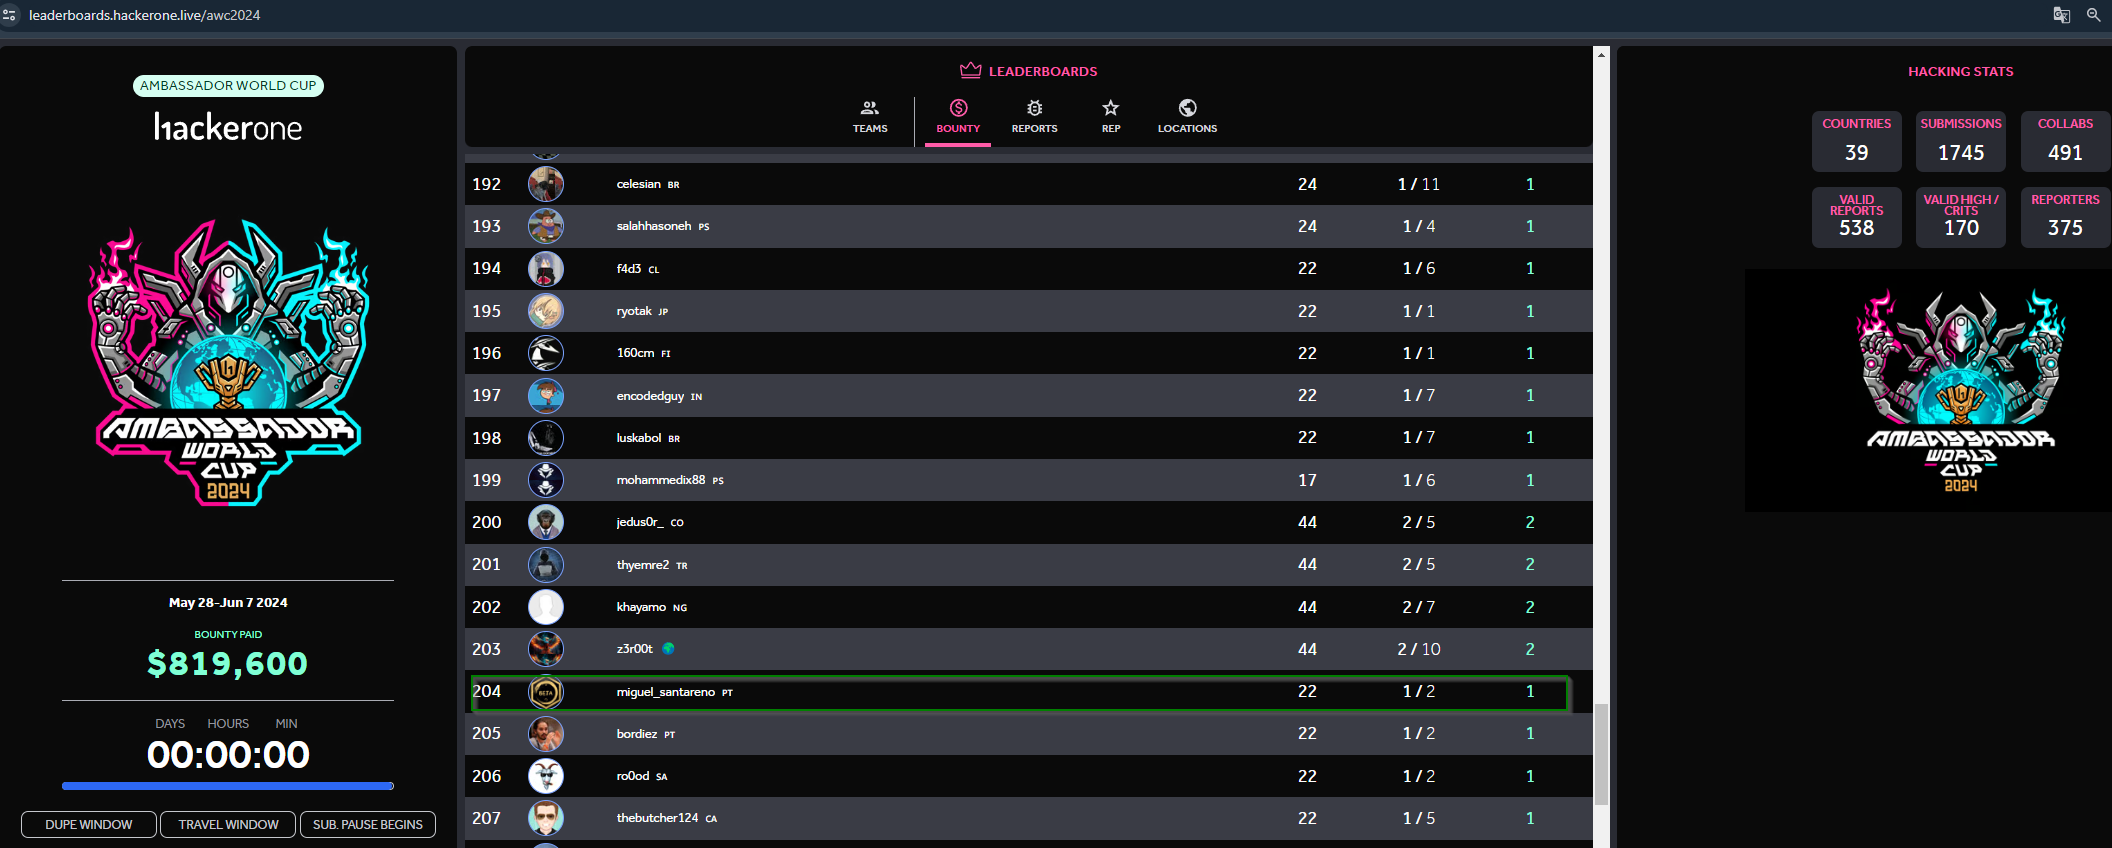 leaderboards.hackerone.live/awc2024
AMBASSADOR WORLD CUP
hackerone
AMBASSADOR
WORLD
CUP
2024
May 28-Jun 7 2024
BOUNTY PAID
$819,600
DAYS HOURS MIN
00:00:00
DUPE WINDOW TRAVEL WINDOW SUB. PAUSE BEGINS
LEADERBOARDS
TEAMS BOUNTY REPORTS REP LOCATIONS
192 celesian BR 24 1 / 11 1
193 salahhasoneh PS 24 1 / 4 1
194 f4d3 CL 22 1 / 6 1
195 ryotak JP 22 1 / 1 1
196 160cm FI 22 1 / 1 1
197 encodedguy IN 22 1 / 7 1
198 luskabol BR 22 1 / 7 1
199 mohammedix88 PS 17 1 / 6 1
200 jedus0r_ CO 44 2 / 5 2
201 thyemre2 TR 44 2 / 5 2
202 khayamo NG 44 2 / 7 2
203 z3r00t 44 2 / 10 2
204 BETA miguel_santareno PT 22 1 / 2 1
205 bordiez PT 22 1 / 2 1
206 ro0od SA 22 1 / 2 1
207 thebutcher124 CA 22 1 / 5 1
HACKING STATS
COUNTRIES SUBMISSIONS COLLABS
39 1745 491
VALID REPORTS VALID HIGH / CRITS REPORTERS
538 170 375
AMBASSADOR
WORLD
CUP
2024